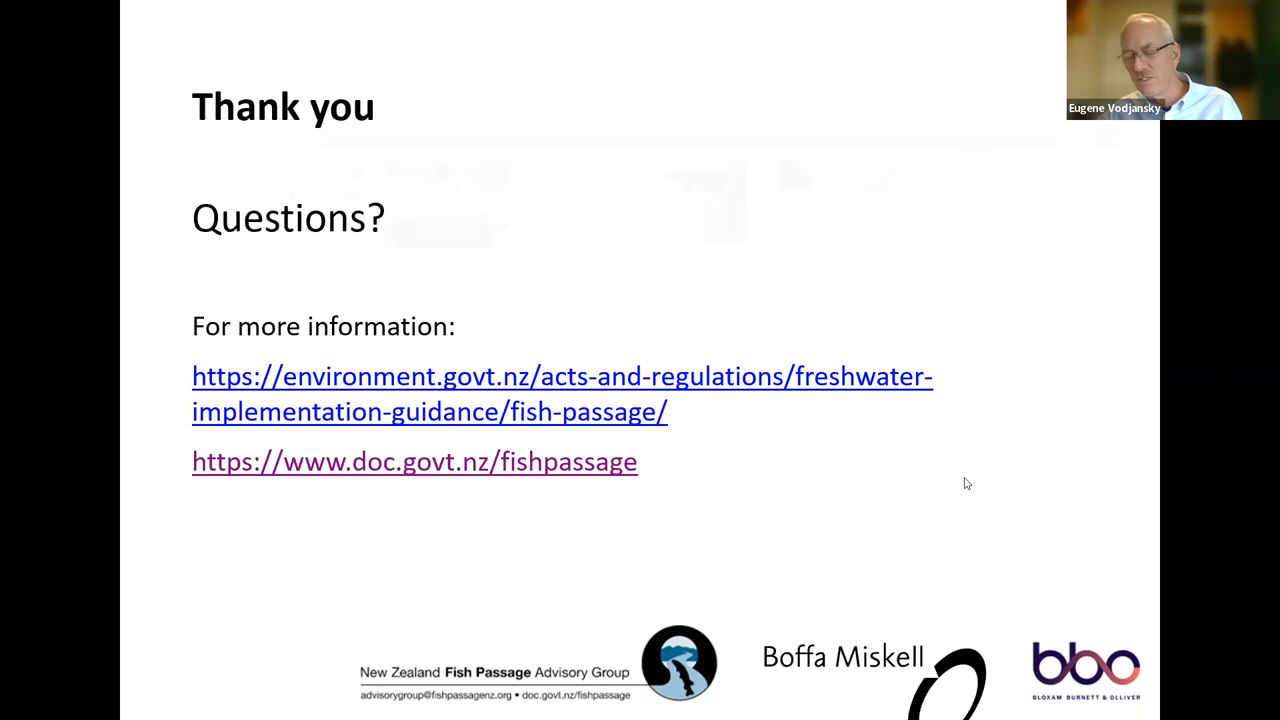 Thank you
Eugene Vodjansky
Questions?
For more information:
https://environment.govt.nz/acts-and-regulations/freshwater-
implementation-guidance/fish-passage/
https://www.doc.govt.nz/fishpassage
New Zealand Fish Passage Advisory Group
advisorygroup@fishpassagenz.org • doc.govt.nz/fishpassage
Boffa Miskell
bbo
BLOXAM BURNETT & OLLIVER